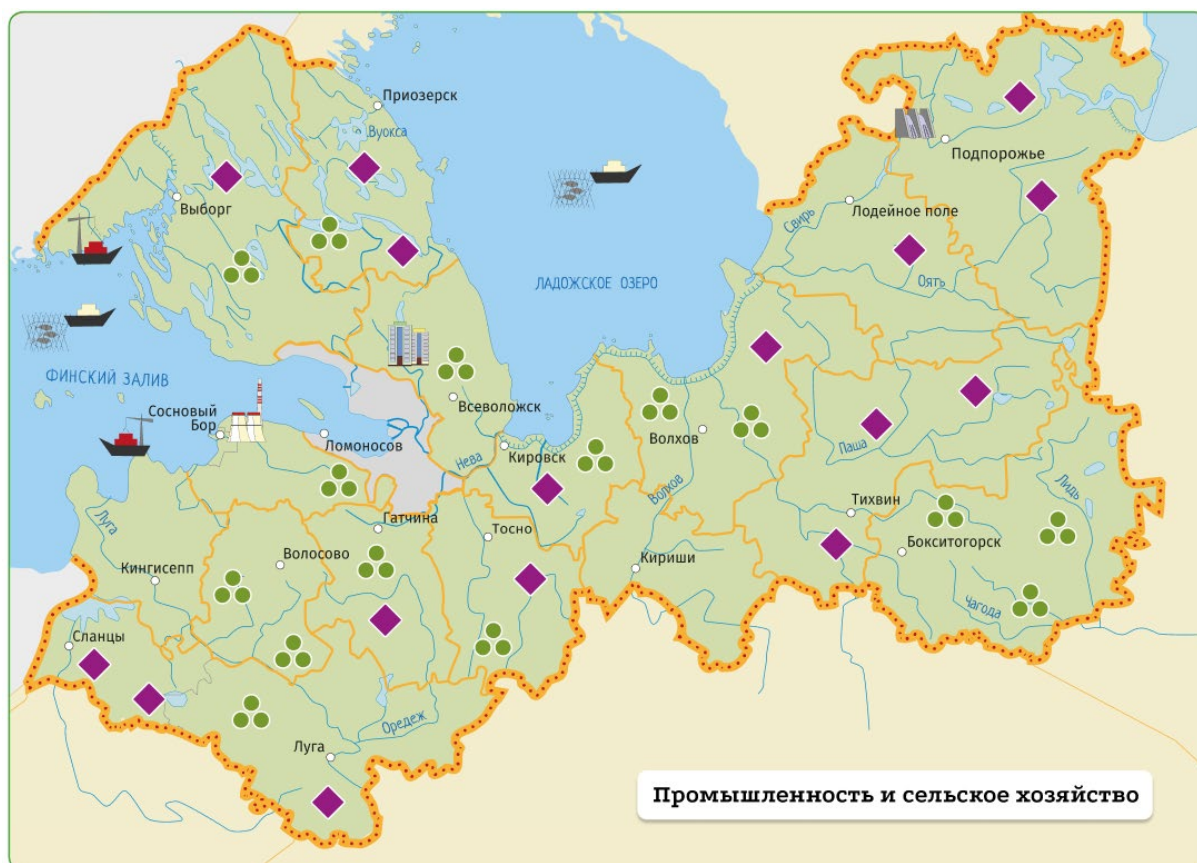 Приозерск
Вуокса
Подпорожье
Выборг
Лодейное поле
Свирь
Оять
ЛАДОЖСКОЕ ОЗЕРО
ФИНСКИЙ ЗАЛИВ
Сосновый
Бор
Всеволожск
Ломоносов
Нева
Кировск
Волхов
Волхов
Паша
Лидь
Тихвин
Луга
Гатчина
Тосно
Волосово
Бокситогорск
Кингисепп
Кириши
Чагода
Сланцы
Оредеж
Луга
Промышленность и сельское хозяйство